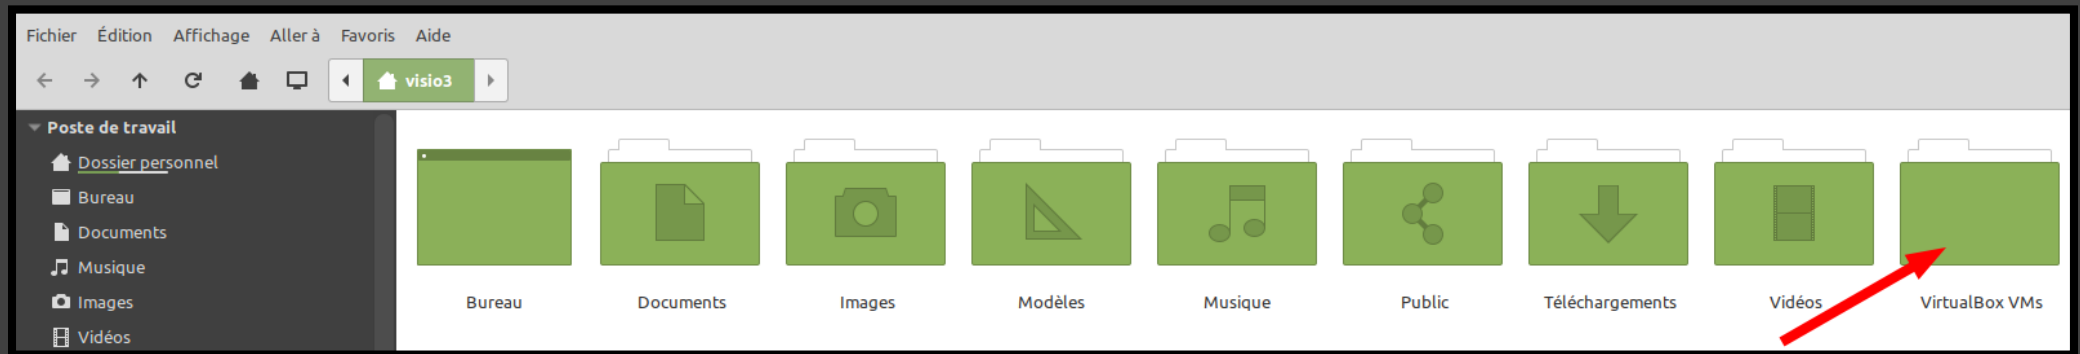 Fichier Édition Affichage Aller à Favoris Aide
visio3
Poste de travail
Dossier personnel
Bureau
Documents
Musique
Images
Vidéos
Bureau Documents Images Modèles Musique Public Téléchargements Vidéos VirtualBox VMs